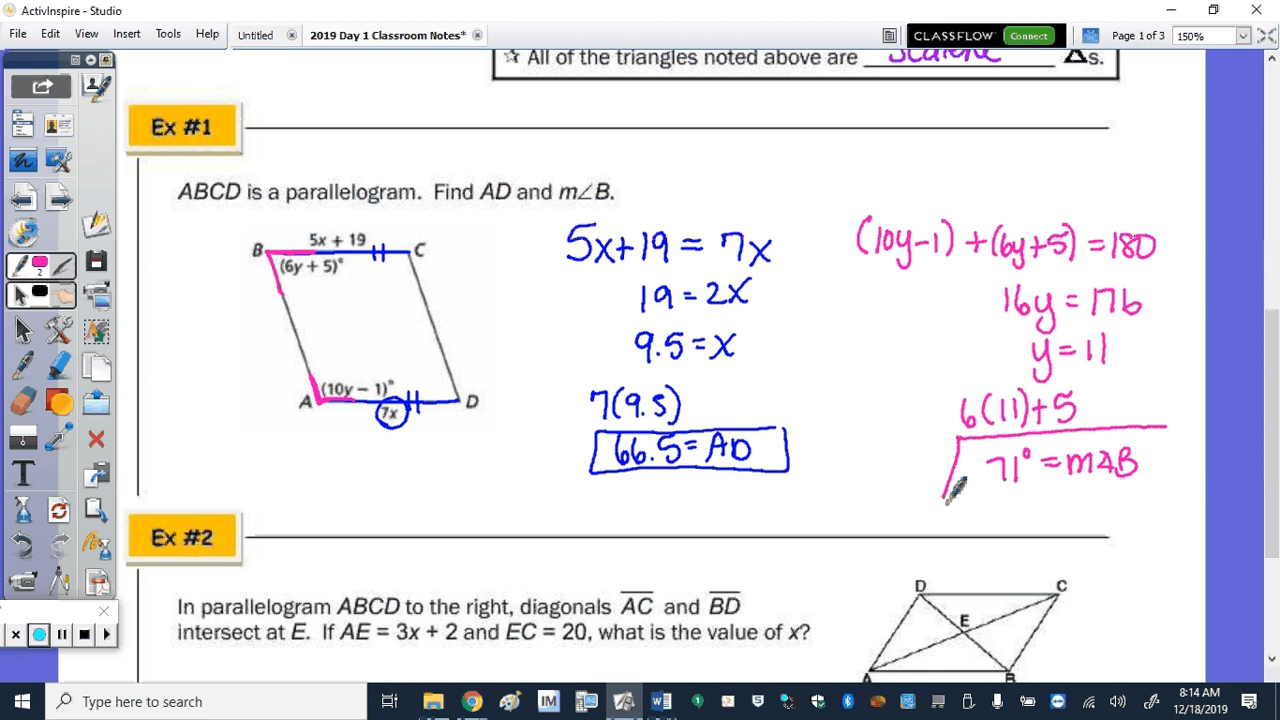 ActivInspire - Studio
File Edit View Insert Tools Help Untitled 2019 Day 1 Classroom Notes* CLASSFLOW Connect Page 1 of 3 150%
☆ All of the triangles noted above are scalene Δs.
Ex #1
ABCD is a parallelogram. Find AD and m∠B.
5x + 19
B C
(6y + 5)°
(10y − 1)°
A D
7x
5x+19 = 7x
19 = 2x
9.5 = x
7(9.5)
66.5 = AD
(10y-1) + (6y+5) = 180
16y = 176
y = 11
6(11)+5
71° = m∡B
Ex #2
In parallelogram ABCD to the right, diagonals AC and BD
intersect at E. If AE = 3x + 2 and EC = 20, what is the value of x?
D C
E
A B
2
T
Type here to search
IM
8:14 AM
12/18/2019